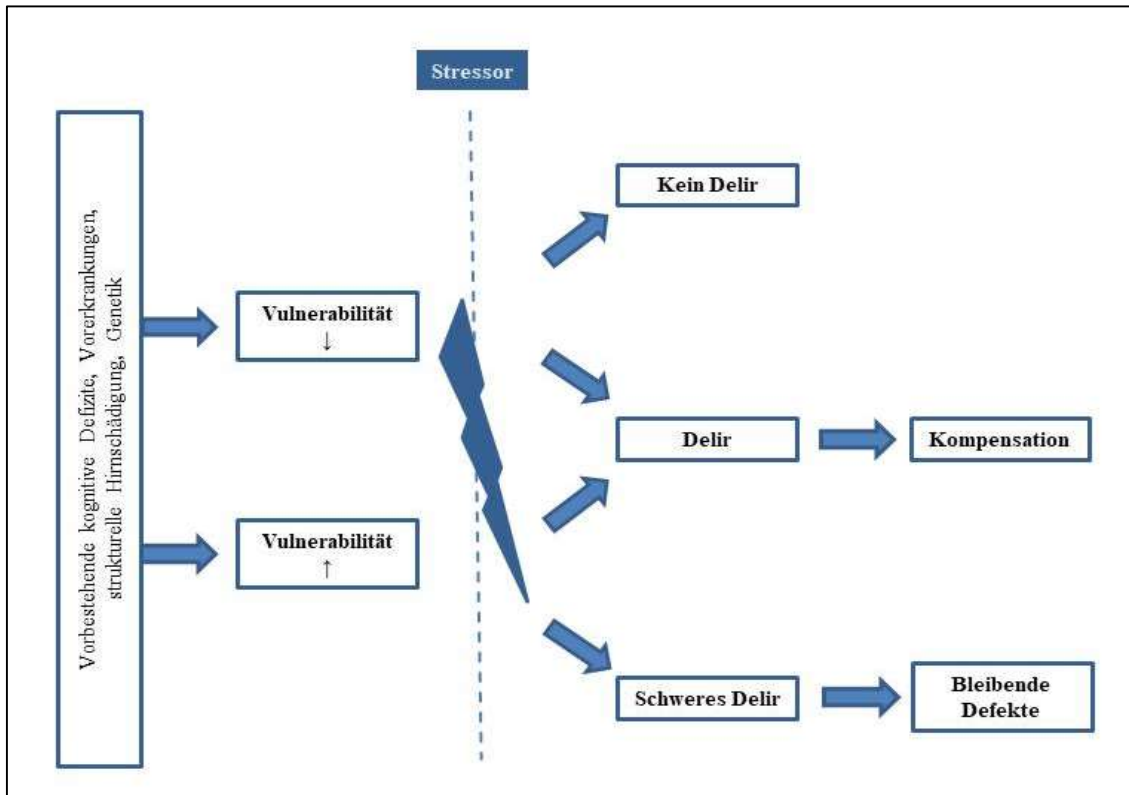 Stressor
Vorbestehende kognitive Defizite, Vorerkrankungen,
strukturelle Hirnschädigung, Genetik
Kein Delir
Vulnerabilität
↓
Delir
Kompensation
Vulnerabilität
↑
Schweres Delir
Bleibende
Defekte